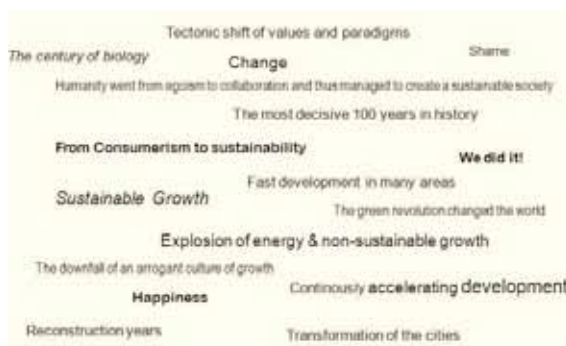 Tectonic shift of values and paradigms
The century of biology
Shame
Change
Humanity went from egoism to collaboration and thus managed to create a sustainable society
The most decisive 100 years in history
From Consumerism to sustainability
We did it!
Fast development in many areas
Sustainable Growth
The green revolution changed the world
Explosion of energy & non-sustainable growth
The downfall of an arrogant culture of growth
Continously accelerating development
Happiness
Reconstruction years
Transformation of the cities